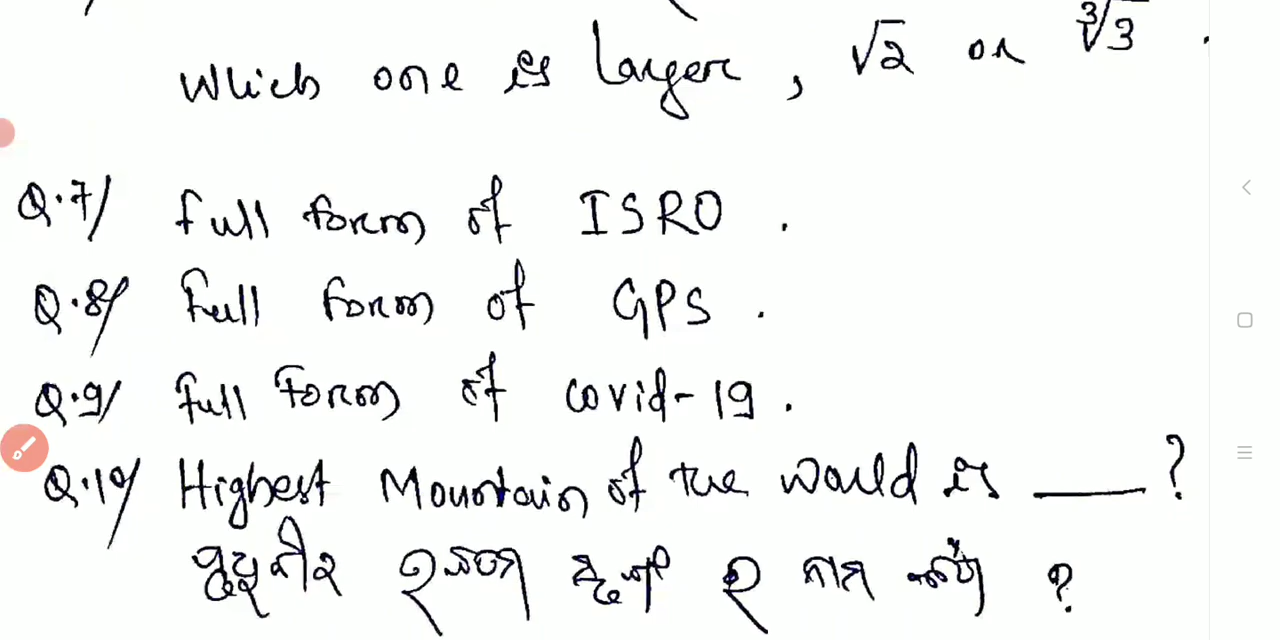 which one is larger, √2 or ∛3.
Q.7/ full form of ISRO.
Q.8/ Full form of GPS.
Q.9/ full Form of covid-19.
Q.10/ Highest Mountain of the world is ____?
ନାମ କ'ଣ ?